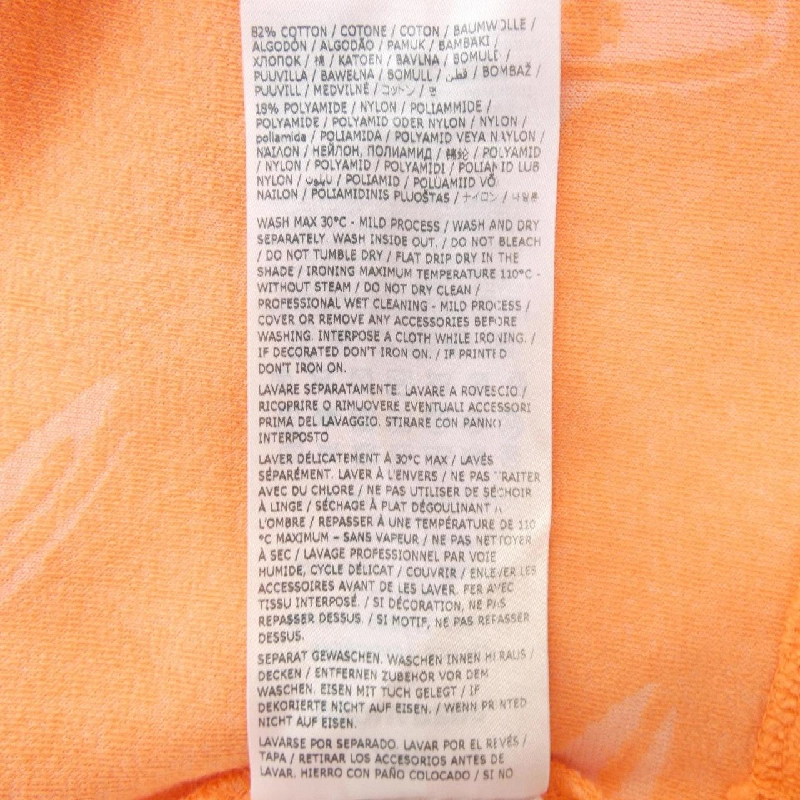 82% COTTON / COTONE / COTON / BAUMWOLLE /
ALGODÓN / ALGODÃO / PAMUK / BAMBAKI /
ХЛОПОК / 棉 / KATOEN / BAVLNA / BOMULD /
PUUVILLA / BAWEŁNA / BOMULL / قطن / BOMBAŽ /
PUUVILL / MEDVILNĖ / コットン / 면
18% POLYAMIDE / NYLON / POLIAMMIDE /
POLYAMIDE / POLYAMID ODER NYLON / NYLON /
poliamida / POLIAMIDA / POLYAMID VEYA NAYLON /
NAIΛON / НЕЙЛОН, ПОЛИАМИД / 錦綸 / POLYAMID
/ NYLON / POLYAMID / POLYAMIDI / POLIAMID LUB
NYLON / نايلون / POLIAMID / POLÜAMIID VÕI
NAILON / POLIAMIDINIS PLUOŠTAS / ナイロン / 나일론
WASH MAX 30°C - MILD PROCESS / WASH AND DRY
SEPARATELY. WASH INSIDE OUT. / DO NOT BLEACH
/ DO NOT TUMBLE DRY / FLAT DRIP DRY IN THE
SHADE / IRONING MAXIMUM TEMPERATURE 110°C -
WITHOUT STEAM / DO NOT DRY CLEAN /
PROFESSIONAL WET CLEANING - MILD PROCESS /
COVER OR REMOVE ANY ACCESSORIES BEFORE
WASHING. INTERPOSE A CLOTH WHILE IRONING. /
IF DECORATED DON'T IRON ON. / IF PRINTED
DON'T IRON ON.
LAVARE SEPARATAMENTE. LAVARE A ROVESCIO /
RICOPRIRE O RIMUOVERE EVENTUALI ACCESSORI
PRIMA DEL LAVAGGIO. STIRARE CON PANNO
INTERPOSTO
LAVER DÉLICATEMENT À 30°C MAX / LAVÉS
SÉPARÉMENT. LAVER À L'ENVERS / NE PAS TRAITER
AVEC DU CHLORE / NE PAS UTILISER DE SÉCHOIR
À LINGE / SÉCHAGE À PLAT DÉGOULINANT À
L'OMBRE / REPASSER À UNE TEMPÉRATURE DE 110
°C MAXIMUM – SANS VAPEUR / NE PAS NETTOYER
À SEC / LAVAGE PROFESSIONNEL PAR VOIE
HUMIDE, CYCLE DÉLICAT / COUVRIR / ENLEVER LES
ACCESSOIRES AVANT DE LES LAVER. FER AVEC
TISSU INTERPOSÉ. / SI DÉCORATION, NE PAS
REPASSER DESSUS. / SI MOTIF, NE PAS REPASSER
DESSUS.
SEPARAT GEWASCHEN. WASCHEN INNEN HERAUS /
DECKEN / ENTFERNEN ZUBEHÖR VOR DEM
WASCHEN. EISEN MIT TUCH GELEGT / IF
DEKORIERTE NICHT AUF EISEN. / WENN PRINTED
NICHT AUF EISEN.
LAVARSE POR SEPARADO. LAVAR POR EL REVÉS /
TAPA / RETIRAR LOS ACCESORIOS ANTES DE
LAVAR. HIERRO CON PAÑO COLOCADO / SI NO